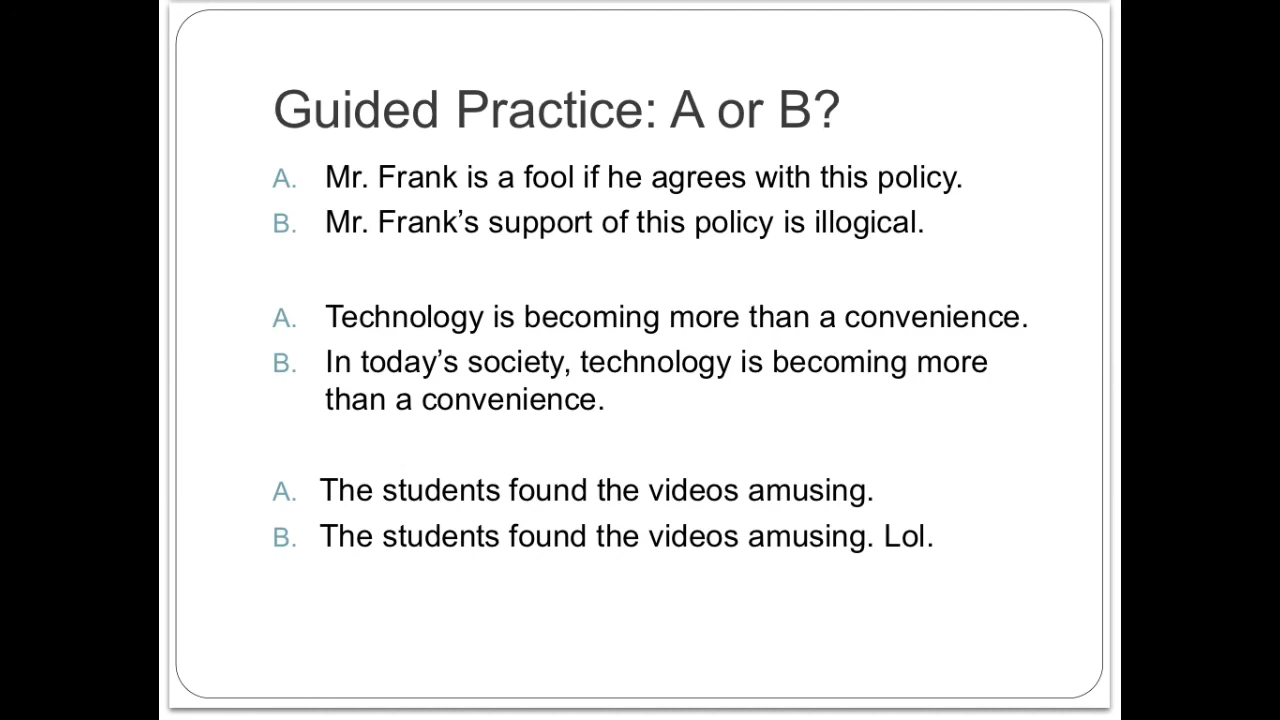 Guided Practice: A or B?
A. Mr. Frank is a fool if he agrees with this policy.
B. Mr. Frank’s support of this policy is illogical.
A. Technology is becoming more than a convenience.
B. In today’s society, technology is becoming more
than a convenience.
A. The students found the videos amusing.
B. The students found the videos amusing. Lol.